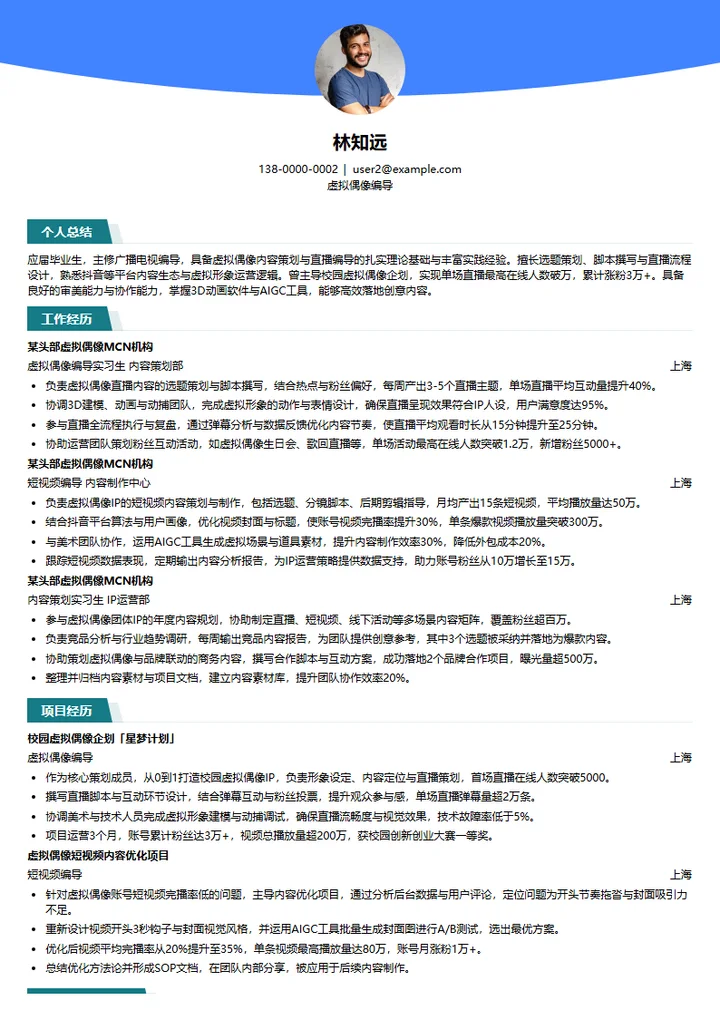 林知远
138-0000-0002 | user2@example.com
虚拟偶像编导
个人总结
应届毕业生，主修广播电视编导，具备虚拟偶像内容策划与直播编导的扎实理论基础与丰富实践经验。擅长选题策划、脚本撰写与直播流程
设计，熟悉抖音等平台内容生态与虚拟形象运营逻辑。曾主导校园虚拟偶像企划，实现单场直播最高在线人数破万，累计涨粉3万+。具备
良好的审美能力与协作能力，掌握3D动画软件与AIGC工具，能够高效落地创意内容。
工作经历
某头部虚拟偶像MCN机构
虚拟偶像编导实习生 内容策划部 上海
• 负责虚拟偶像直播内容的选题策划与脚本撰写，结合热点与粉丝偏好，每周产出3-5个直播主题，单场直播平均互动量提升40%。
• 协调3D建模、动画与动捕团队，完成虚拟形象的动作与表情设计，确保直播呈现效果符合IP人设，用户满意度达95%。
• 参与直播全流程执行与复盘，通过弹幕分析与数据反馈优化内容节奏，使直播平均观看时长从15分钟提升至25分钟。
• 协助运营团队策划粉丝互动活动，如虚拟偶像生日会、歌回直播等，单场活动最高在线人数突破1.2万，新增粉丝5000+。
某头部虚拟偶像MCN机构
短视频编导 内容制作中心 上海
• 负责虚拟偶像IP的短视频内容策划与制作，包括选题、分镜脚本、后期剪辑指导，月均产出15条短视频，平均播放量达50万。
• 结合抖音平台算法与用户画像，优化视频封面与标题，使账号视频完播率提升30%，单条爆款视频播放量突破300万。
• 与美术团队协作，运用AIGC工具生成虚拟场景与道具素材，提升内容制作效率30%，降低外包成本20%。
• 跟踪短视频数据表现，定期输出内容分析报告，为IP运营策略提供数据支持，助力账号粉丝从10万增长至15万。
某头部虚拟偶像MCN机构
内容策划实习生 IP运营部 上海
• 参与虚拟偶像团体IP的年度内容规划，协助制定直播、短视频、线下活动等多场景内容矩阵，覆盖粉丝超百万。
• 负责竞品分析与行业趋势调研，每周输出竞品内容报告，为团队提供创意参考，其中3个选题被采纳并落地为爆款内容。
• 协助策划虚拟偶像与品牌联动的商务内容，撰写合作脚本与互动方案，成功落地2个品牌合作项目，曝光量超500万。
• 整理并归档内容素材与项目文档，建立内容素材库，提升团队协作效率20%。
项目经历
校园虚拟偶像企划「星梦计划」
虚拟偶像编导 上海
• 作为核心策划成员，从0到1打造校园虚拟偶像IP，负责形象设定、内容定位与直播策划，首场直播在线人数突破5000。
• 撰写直播脚本与互动环节设计，结合弹幕互动与粉丝投票，提升观众参与感，单场直播弹幕量超2万条。
• 协调美术与技术人员完成虚拟形象建模与动捕调试，确保直播流畅度与视觉效果，技术故障率低于5%。
• 项目运营3个月，账号累计粉丝达3万+，视频总播放量超200万，获校园创新创业大赛一等奖。
虚拟偶像短视频内容优化项目
短视频编导 上海
• 针对虚拟偶像账号短视频完播率低的问题，主导内容优化项目，通过分析后台数据与用户评论，定位问题为开头节奏拖沓与封面吸引力
不足。
• 重新设计视频开头3秒钩子与封面视觉风格，并运用AIGC工具批量生成封面图进行A/B测试，选出最优方案。
• 优化后视频平均完播率从20%提升至35%，单条视频最高播放量达80万，账号月涨粉1万+。
• 总结优化方法论并形成SOP文档，在团队内部分享，被应用于后续内容制作。